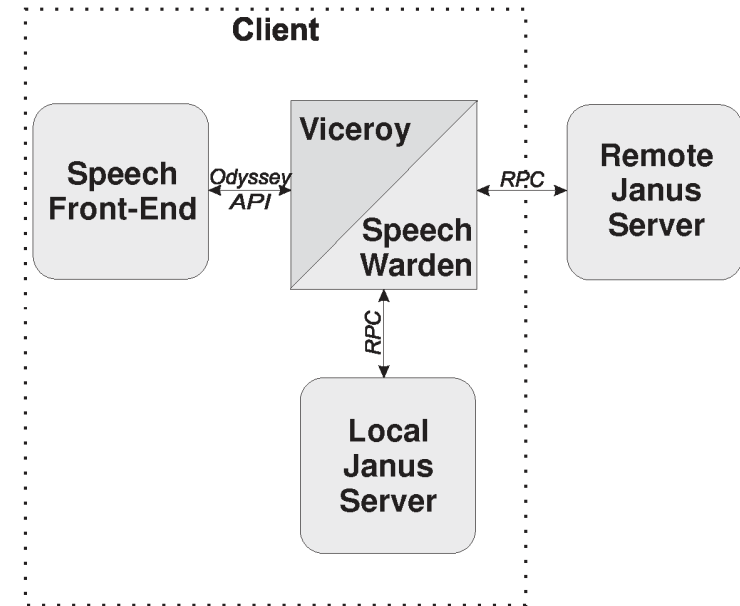 Client
Speech
Front-End
Odyssey
API
Viceroy
Speech
Warden
RPC
Remote
Janus
Server
RPC
Local
Janus
Server